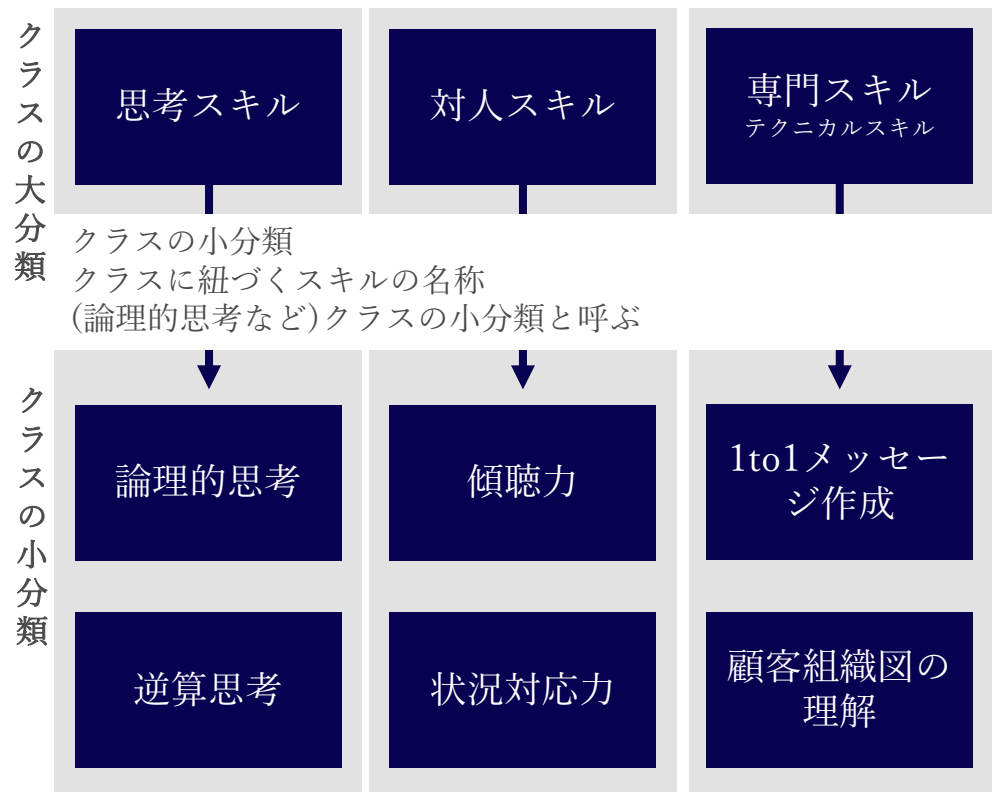 クラスの大分類
思考スキル
対人スキル
専門スキル
テクニカルスキル
クラスの小分類
クラスに紐づくスキルの名称
(論理的思考など)クラスの小分類と呼ぶ
クラスの小分類
論理的思考
傾聴力
1to1メッセー
ジ作成
逆算思考
状況対応力
顧客組織図の
理解